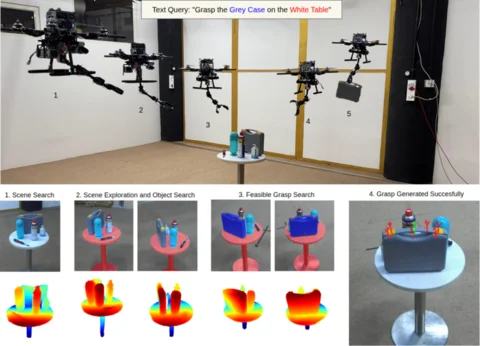 Text Query: "Grasp the Grey Case on the White Table"
1
2
3
4
5
1. Scene Search
2. Scene Exploration and Object Search
3. Feasible Grasp Search
4. Grasp Generated Succesfully